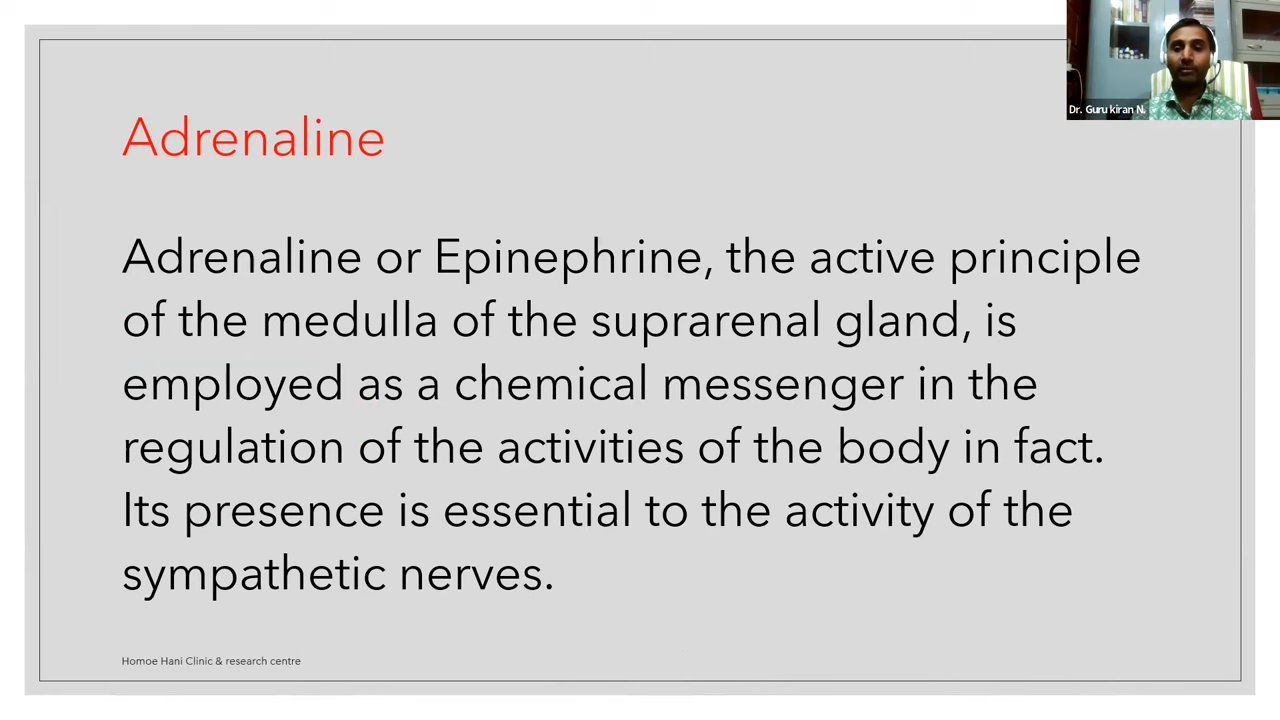 Dr. Guru kiran N.
Adrenaline
Adrenaline or Epinephrine, the active principle
of the medulla of the suprarenal gland, is
employed as a chemical messenger in the
regulation of the activities of the body in fact.
Its presence is essential to the activity of the
sympathetic nerves.
Homoe Hani Clinic & research centre